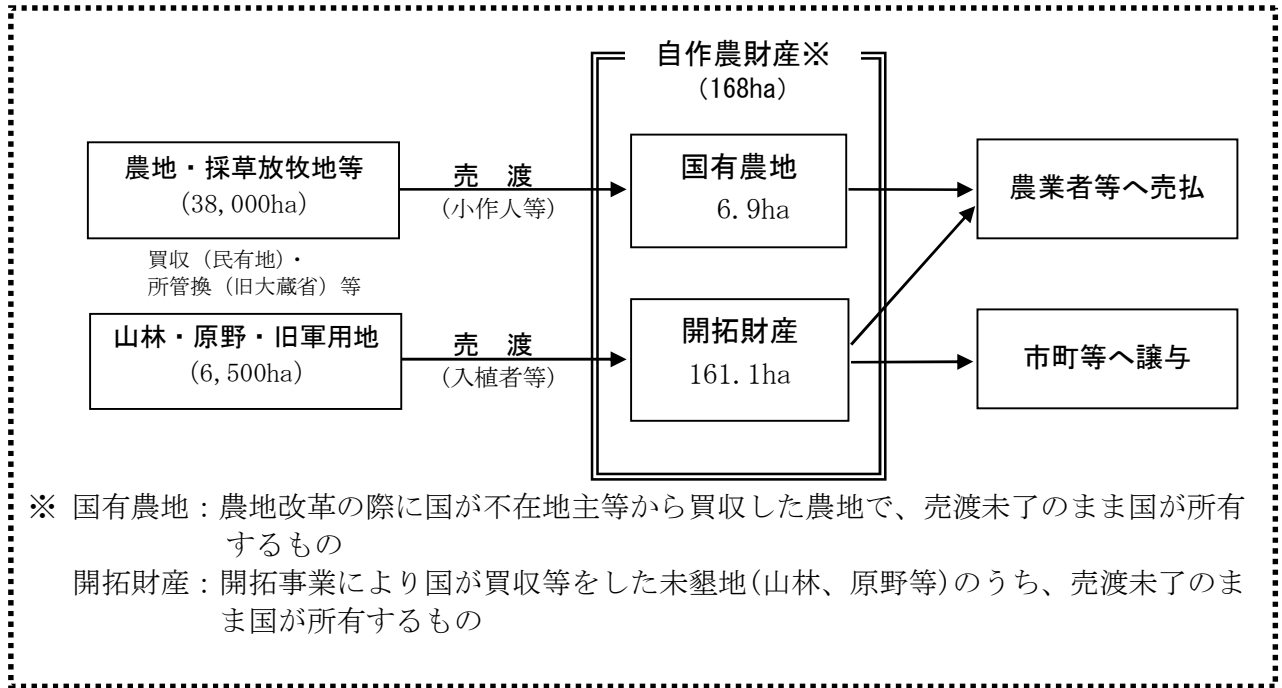 自作農財産※
(168ha)
農地・採草放牧地等
(38,000ha)
売 渡
(小作人等)
国有農地
6.9ha
農業者等へ売払
買収(民有地)・
所管換(旧大蔵省)等
山林・原野・旧軍用地
(6,500ha)
売 渡
(入植者等)
開拓財産
161.1ha
市町等へ譲与
※ 国有農地：農地改革の際に国が不在地主等から買収した農地で、売渡未了のまま国が所有
するもの
開拓財産：開拓事業により国が買収等をした未墾地(山林、原野等)のうち、売渡未了のま
ま国が所有するもの